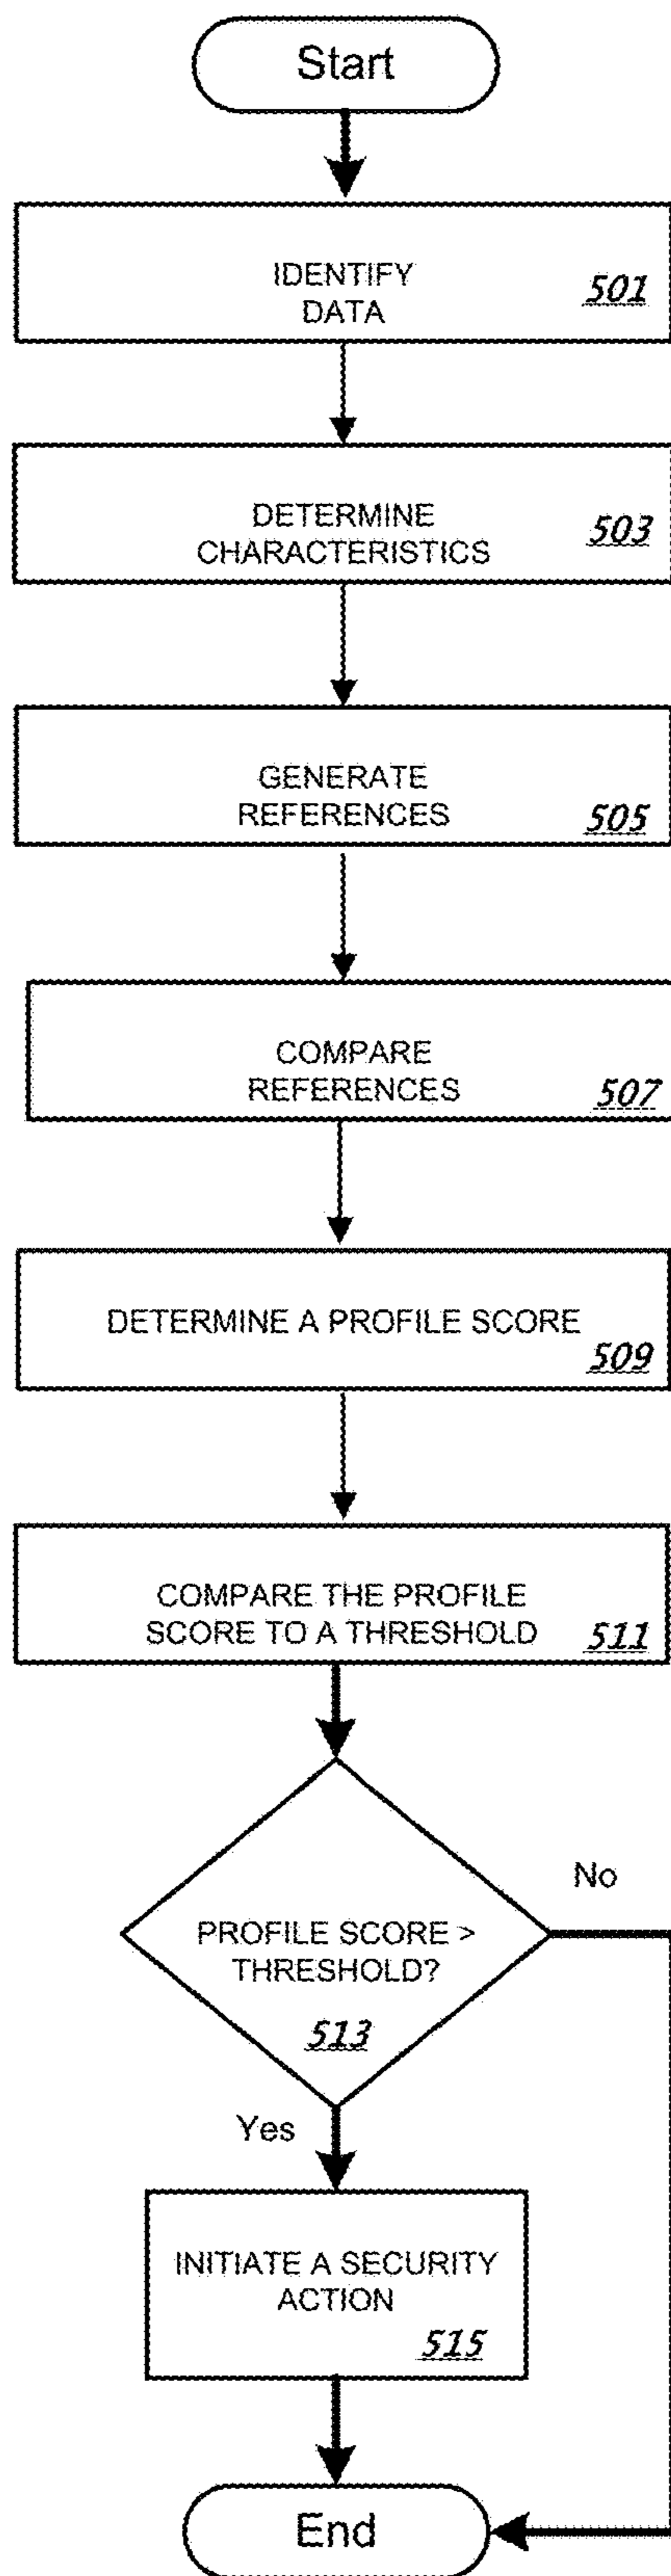 Start
IDENTIFY
DATA
501
DETERMINE
CHARACTERISTICS
503
GENERATE
REFERENCES
505
COMPARE
REFERENCES
507
DETERMINE A PROFILE SCORE
509
COMPARE THE PROFILE
SCORE TO A THRESHOLD
511
No
PROFILE SCORE >
THRESHOLD?
513
Yes
INITIATE A SECURITY
ACTION
515
End